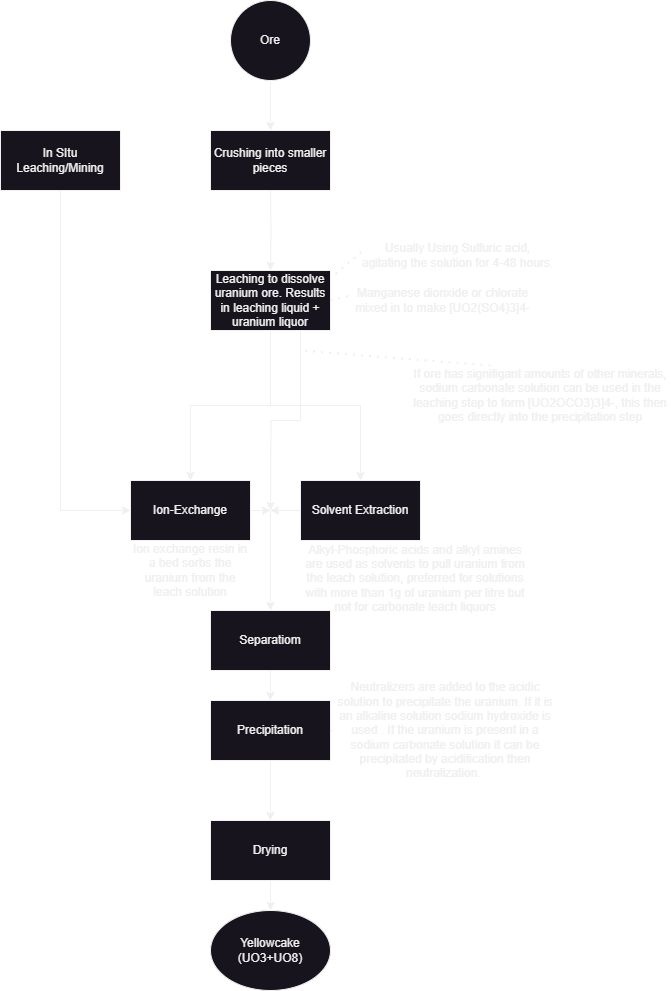 Ore
In SItu
Leaching/Mining
Crushing into smaller
pieces
Usually Using Sulfuric acid,
agitating the solution for 4-48 hours.
Leaching to dissolve
uranium ore. Results
in leaching liquid +
uranium liquor
Manganese dioxide or chlorate
mixed in to make [UO2(SO4)3]4-
If ore has signifigant amounts of other minerals,
sodium carbonate solution can be used in the
leaching step to form [UO2OCO3)3]4-, this then
goes directly into the precipitation step
Ion-Exchange
Solvent Extraction
Ion exchange resin in
a bed sorbs the
uranium from the
leach solution
Alkyl-Phosphoric acids and alkyl amines
are used as solvents to pull uranium from
the leach solution, preferred for solutions
with more than 1g of uranium per litre but
not for carbonate leach liquors
Separatiom
Neutralizers are added to the acidic
solution to precipitate the uranium. If it is
an alkaline solution sodium hydroxide is
used . If the uranium is present in a
sodium carbonate solution it can be
precipitaled by acidification then
neutralization.
Precipitation
Drying
Yellowcake
(UO3+UO8)